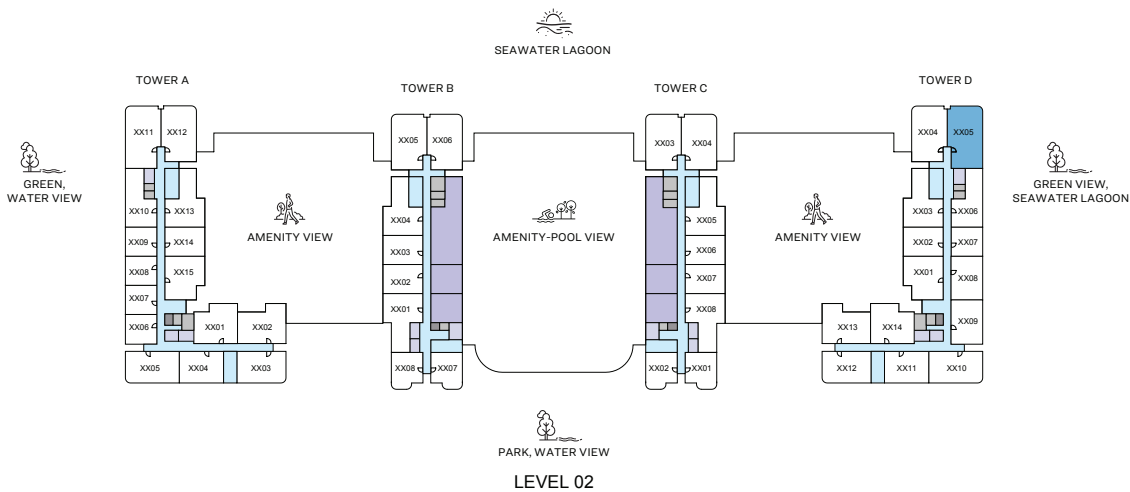 SEAWATER LAGOON
TOWER A
TOWER B
TOWER C
TOWER D
GREEN,
WATER VIEW
GREEN VIEW,
SEAWATER LAGOON
AMENITY VIEW
AMENITY-POOL VIEW
AMENITY VIEW
XX11
XX12
XX10
XX13
XX09
XX14
XX08
XX15
XX07
XX06
XX01
XX02
XX05
XX04
XX03
XX05
XX06
XX04
XX03
XX02
XX01
XX08
XX07
XX03
XX04
XX05
XX06
XX07
XX08
XX02
XX01
XX04
XX05
XX03
XX06
XX02
XX07
XX01
XX08
XX09
XX13
XX14
XX12
XX11
XX10
PARK, WATER VIEW
LEVEL 02